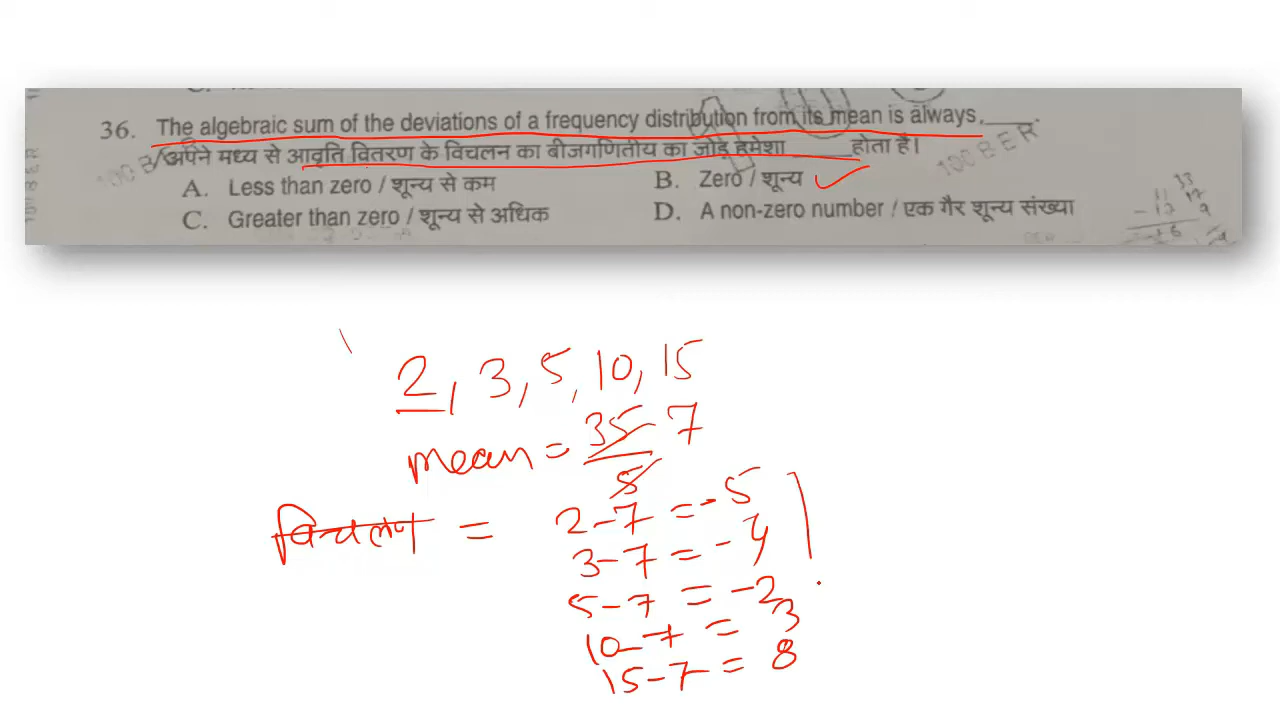 36. The algebraic sum of the deviations of a frequency distribution from its mean is always, ____.
अपने मध्य से आवृति वितरण के विचलन का बीजगणितीय का जोड़ हमेशा ____ होता है।
A. Less than zero / शून्य से कम
B. Zero / शून्य
C. Greater than zero / शून्य से अधिक
D. A non-zero number / एक गैर शून्य संख्या
100 BER
2, 3, 5, 10, 15
mean = 35/5 7
विचलण = 2-7 = -5
3-7 = -4
5-7 = -2
10-7 = 3
15-7 = 8